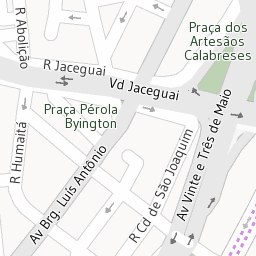 R Abolição
Praça dos
Artesãos
Calabreses
R Jaceguai
Vd Jaceguai
Praça Pérola
Byington
R Humaitá
Av Brg. Luís Antônio
R Cd de São Joaquim
Av Vinte e Três de Maio